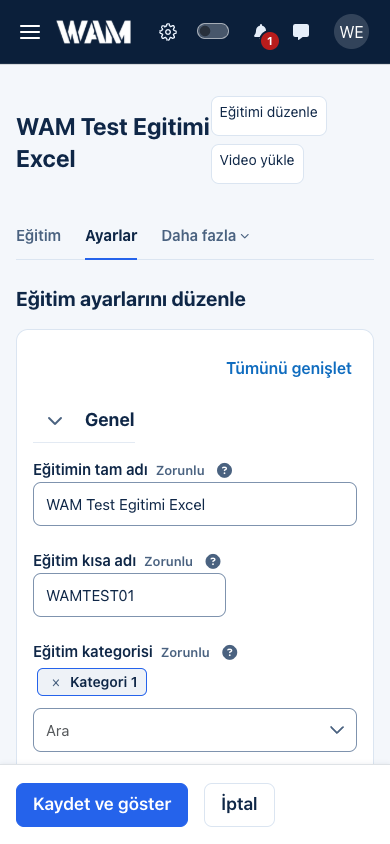 WAM
1
WE
WAM Test Egitimi Excel
Eğitimi düzenle
Video yükle
Eğitim
Ayarlar
Daha fazla
Eğitim ayarlarını düzenle
Tümünü genişlet
Genel
Eğitimin tam adı Zorunlu ?
WAM Test Egitimi Excel
Eğitim kısa adı Zorunlu ?
WAMTEST01
Eğitim kategorisi Zorunlu ?
× Kategori 1
Ara
Kaydet ve göster
İptal